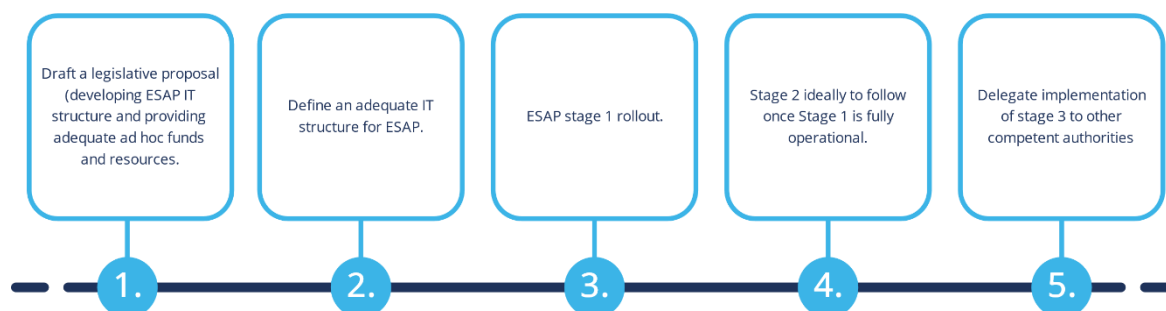 Draft a legislative proposal
(developing ESAP IT
structure and providing
adequate ad hoc funds
and resources.
Define an adequate IT
structure for ESAP.
ESAP stage 1 rollout.
Stage 2 ideally to follow
once Stage 1 is fully
operational.
Delegate implementation
of stage 3 to other
competent authorities
1.
2.
3.
4.
5.